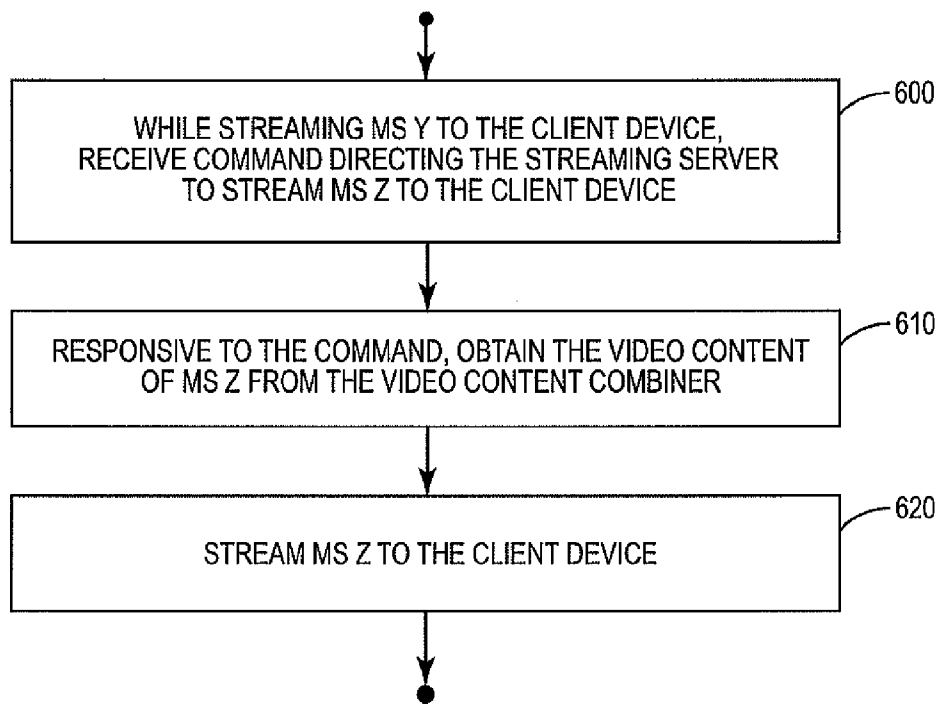 600
WHILE STREAMING MS Y TO THE CLIENT DEVICE,
RECEIVE COMMAND DIRECTING THE STREAMING SERVER
TO STREAM MS Z TO THE CLIENT DEVICE
610
RESPONSIVE TO THE COMMAND, OBTAIN THE VIDEO CONTENT
OF MS Z FROM THE VIDEO CONTENT COMBINER
620
STREAM MS Z TO THE CLIENT DEVICE